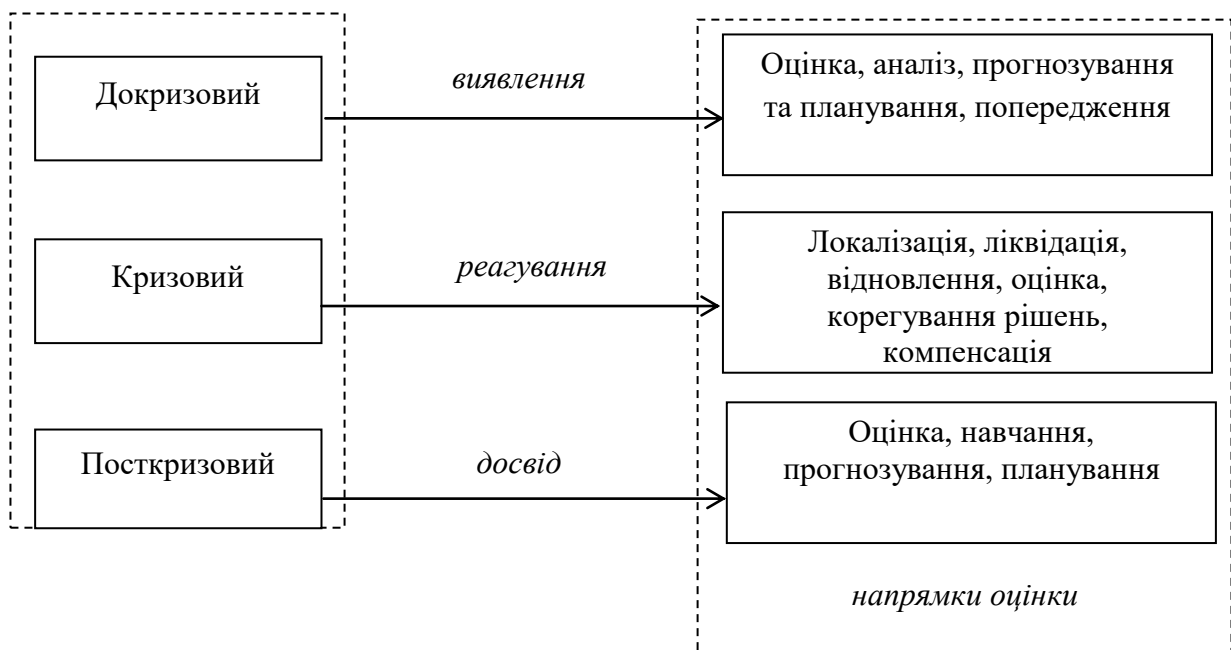 Докризовий
виявлення
Оцінка, аналіз, прогнозування
та планування, попередження
Кризовий
реагування
Локалізація, ліквідація,
відновлення, оцінка,
корегування рішень,
компенсація
Посткризовий
досвід
Оцінка, навчання,
прогнозування, планування
напрямки оцінки